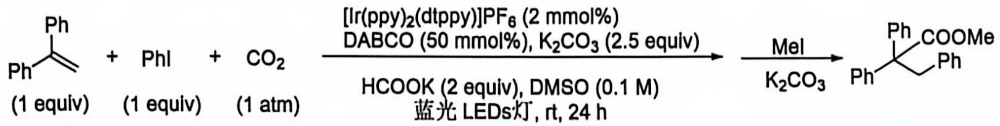 [Ir(ppy)₂(dtppy)]PF₆ (2 mmol%)
DABCO (50 mmol%), K₂CO₃ (2.5 equiv)
Ph
Ph
+ PhI + CO₂
(1 equiv) (1 equiv) (1 atm)
HCOOK (2 equiv), DMSO (0.1 M)
蓝光 LEDs灯, rt, 24 h
MeI
K₂CO₃
Ph
COOMe
Ph
Ph